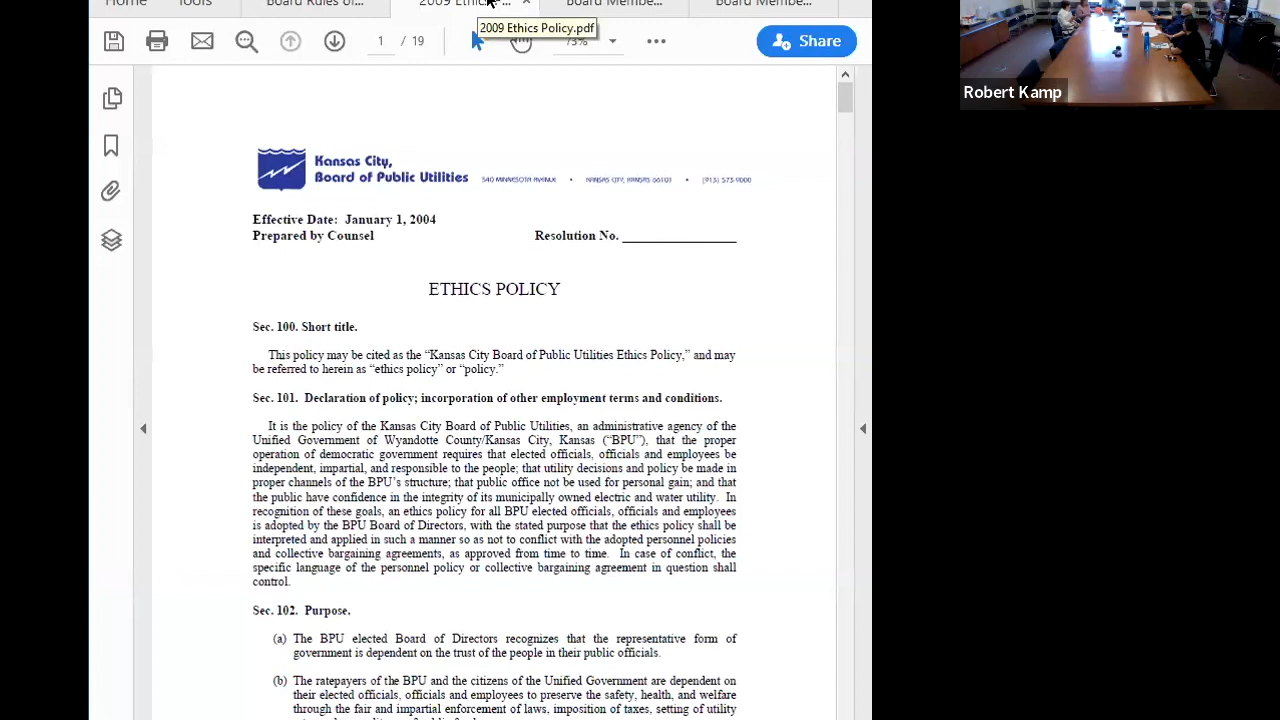 Home Tools Board Rules of... 2009 Ethics P... × Board Membe... Board Membe...
2009 Ethics Policy.pdf
1 / 19 73% Share
Robert Kamp
Kansas City,
Board of Public Utilities 540 MINNESOTA AVENUE • KANSAS CITY, KANSAS 66101 • (913) 573-9000
Effective Date: January 1, 2004
Prepared by Counsel Resolution No. ________________
ETHICS POLICY
Sec. 100. Short title.
This policy may be cited as the “Kansas City Board of Public Utilities Ethics Policy,” and may
be referred to herein as “ethics policy” or “policy.”
Sec. 101. Declaration of policy; incorporation of other employment terms and conditions.
It is the policy of the Kansas City Board of Public Utilities, an administrative agency of the
Unified Government of Wyandotte County/Kansas City, Kansas (“BPU”), that the proper
operation of democratic government requires that elected officials, officials and employees be
independent, impartial, and responsible to the people; that utility decisions and policy be made in
proper channels of the BPU’s structure; that public office not be used for personal gain; and that
the public have confidence in the integrity of its municipally owned electric and water utility. In
recognition of these goals, an ethics policy for all BPU elected officials, officials and employees
is adopted by the BPU Board of Directors, with the stated purpose that the ethics policy shall be
interpreted and applied in such a manner so as not to conflict with the adopted personnel policies
and collective bargaining agreements, as approved from time to time. In case of conflict, the
specific language of the personnel policy or collective bargaining agreement in question shall
control.
Sec. 102. Purpose.
(a) The BPU elected Board of Directors recognizes that the representative form of
government is dependent on the trust of the people in their public officials.
(b) The ratepayers of the BPU and the citizens of the Unified Government are dependent on
their elected officials, officials and employees to preserve the safety, health, and welfare
through the fair and impartial enforcement of laws, imposition of taxes, setting of utility